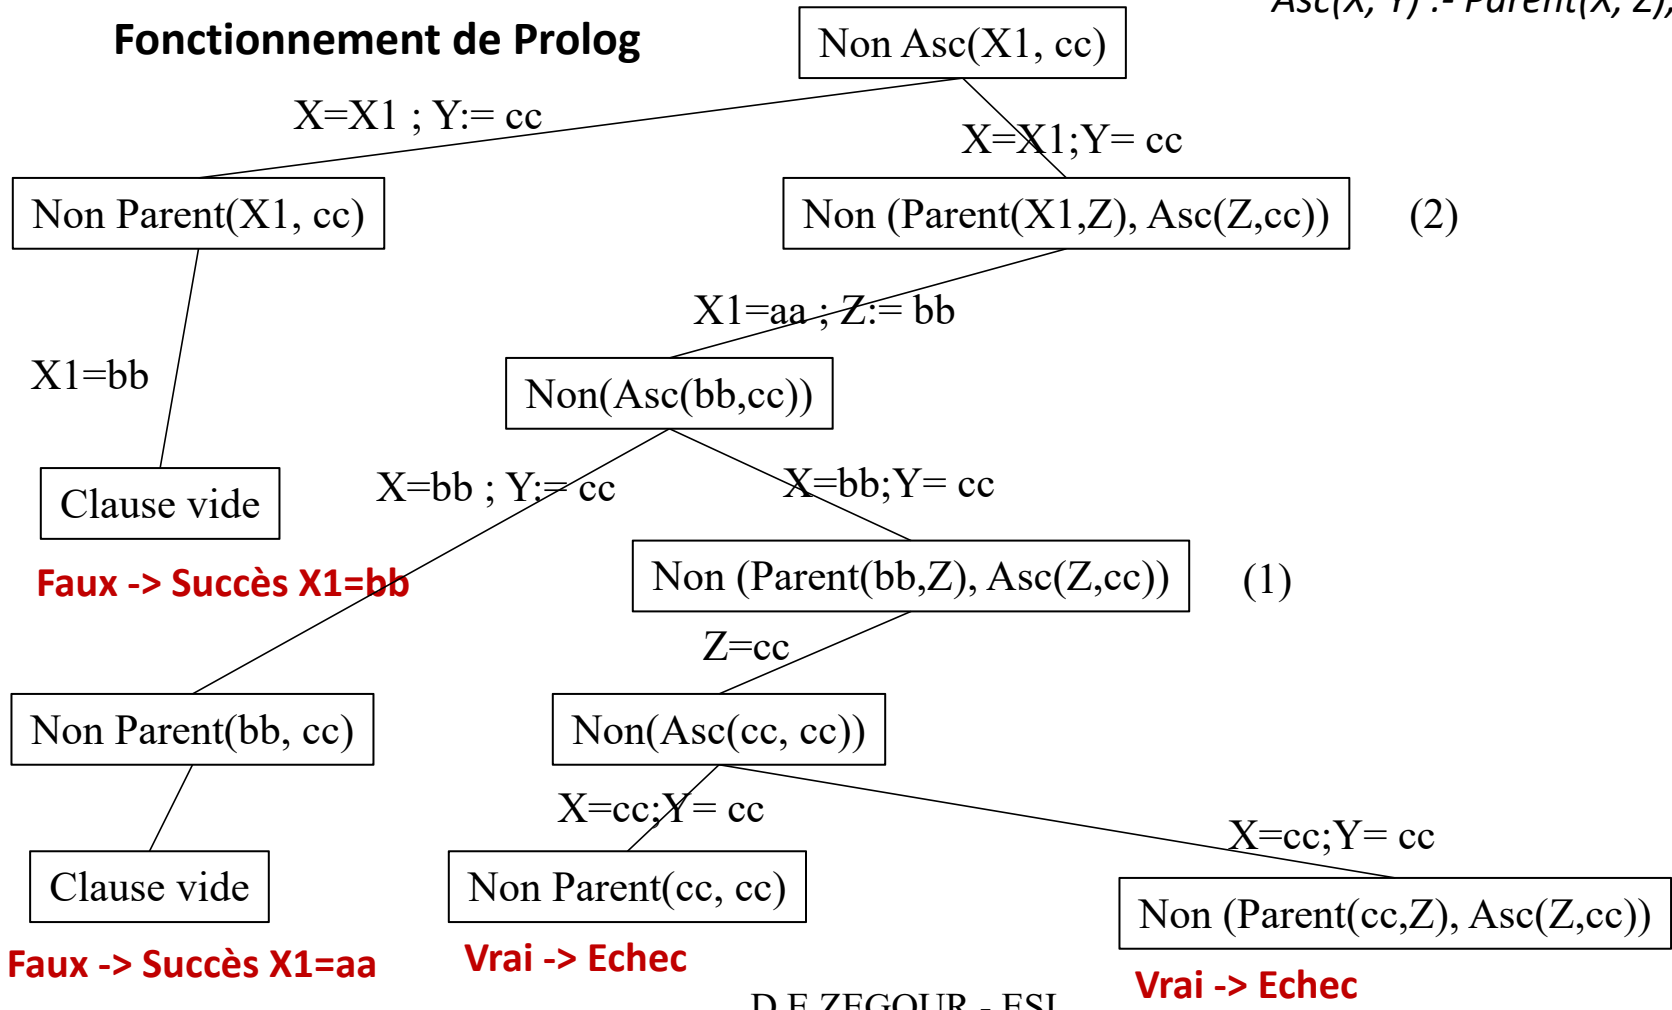 Asc(X, Y) :- Parent(X, Z),
Fonctionnement de Prolog
Non Asc(X1, cc)
X=X1 ; Y:= cc
X=X1;Y= cc
Non Parent(X1, cc)
Non (Parent(X1,Z), Asc(Z,cc))
(2)
X1=aa ; Z:= bb
X1=bb
Non(Asc(bb,cc))
X=bb ; Y:= cc
X=bb;Y= cc
Clause vide
Faux -> Succès X1=bb
Non (Parent(bb,Z), Asc(Z,cc))
(1)
Z=cc
Non Parent(bb, cc)
Non(Asc(cc, cc))
X=cc;Y= cc
X=cc;Y= cc
Clause vide
Non Parent(cc, cc)
Non (Parent(cc,Z), Asc(Z,cc))
Faux -> Succès X1=aa
Vrai -> Echec
Vrai -> Echec
D.E ZEGOUR - ESI